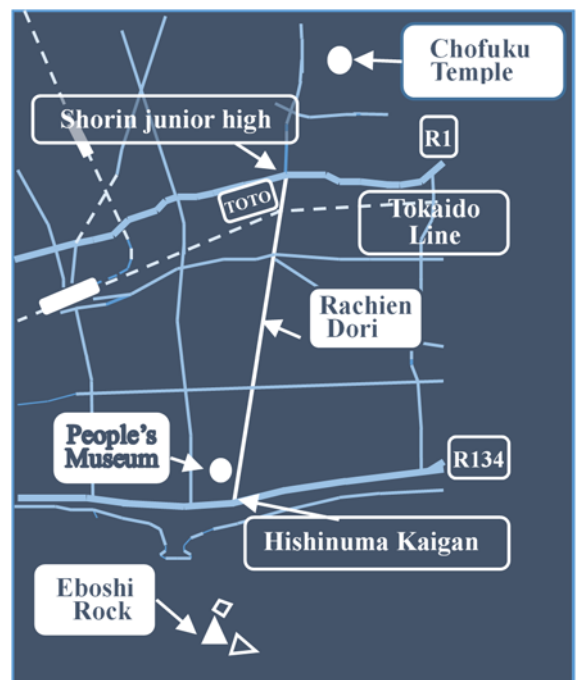 Chofuku
Temple
Shorin junior high
R1
TOTO
Tokaido
Line
Rachien
Dori
People's
Museum
R134
Hishinuma Kaigan
Eboshi
Rock